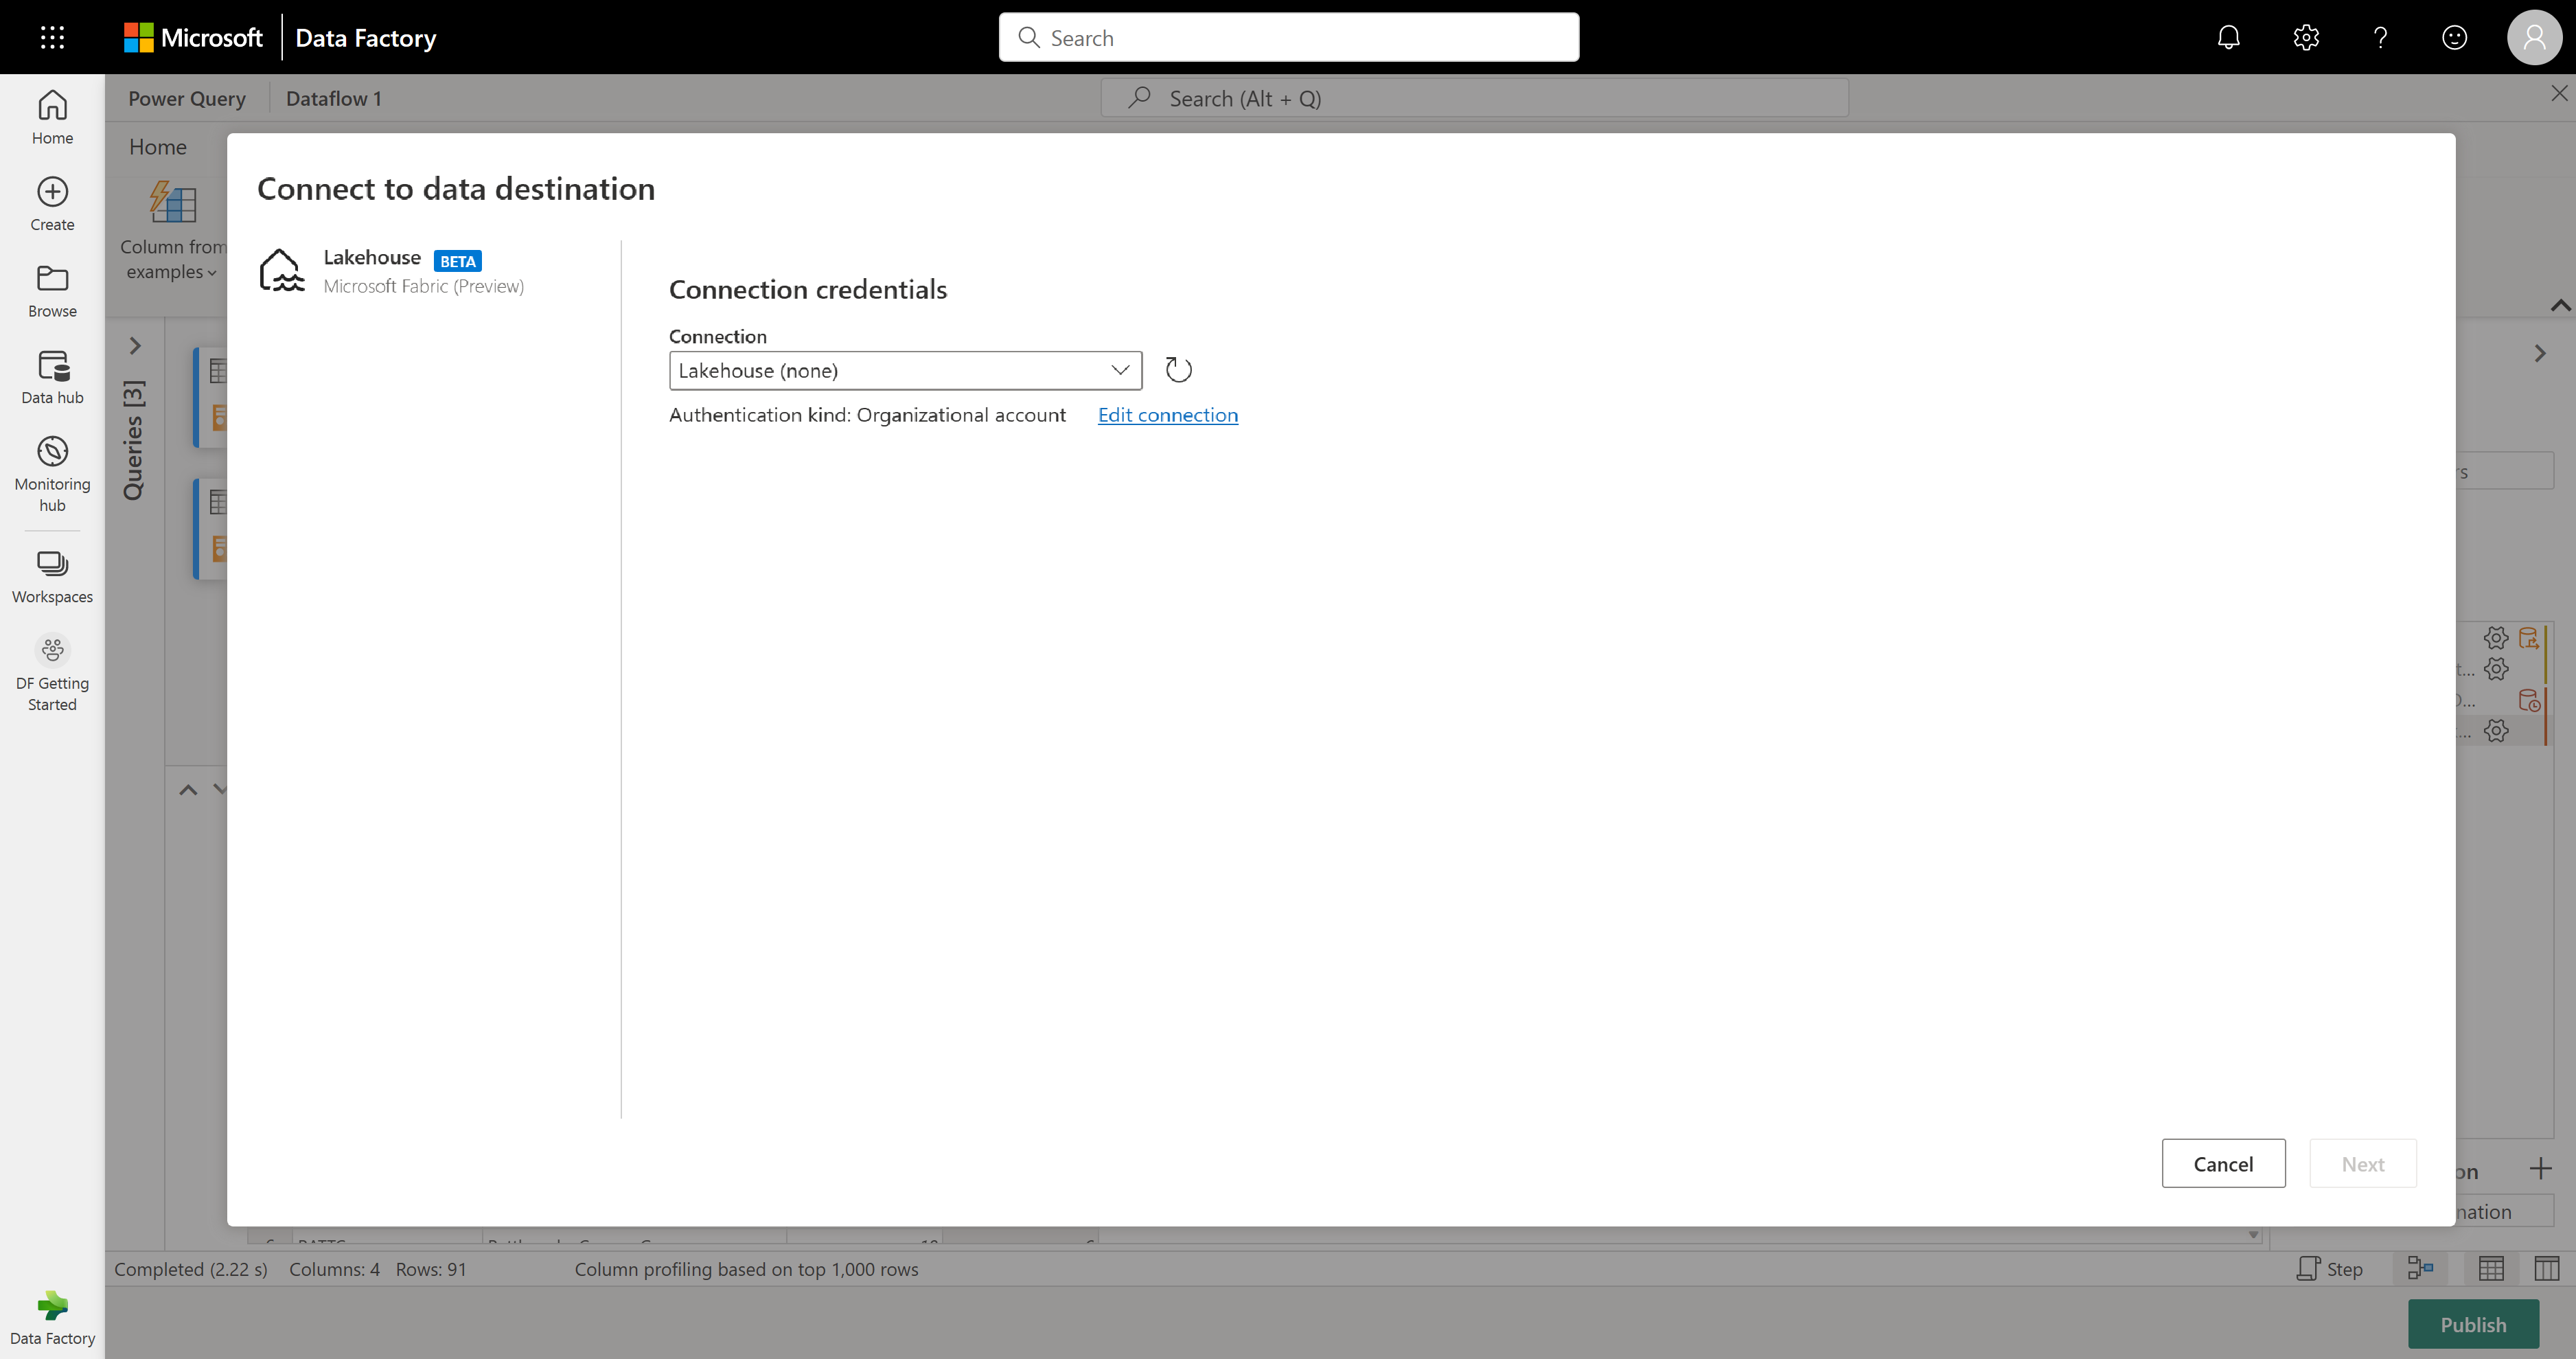 Microsoft
Data Factory
Search
Home
Create
Browse
Data hub
Monitoring
hub
Workspaces
DF Getting
Started
Data Factory
Power Query
Dataflow 1
Search (Alt + Q)
Home
Column from
examples
Queries [3]
Connect to data destination
Lakehouse BETA
Microsoft Fabric (Preview)
Connection credentials
Connection
Lakehouse (none)
Authentication kind: Organizational account Edit connection
Cancel
Next
Completed (2.22 s) Columns: 4 Rows: 91
Column profiling based on top 1,000 rows
Step
Publish